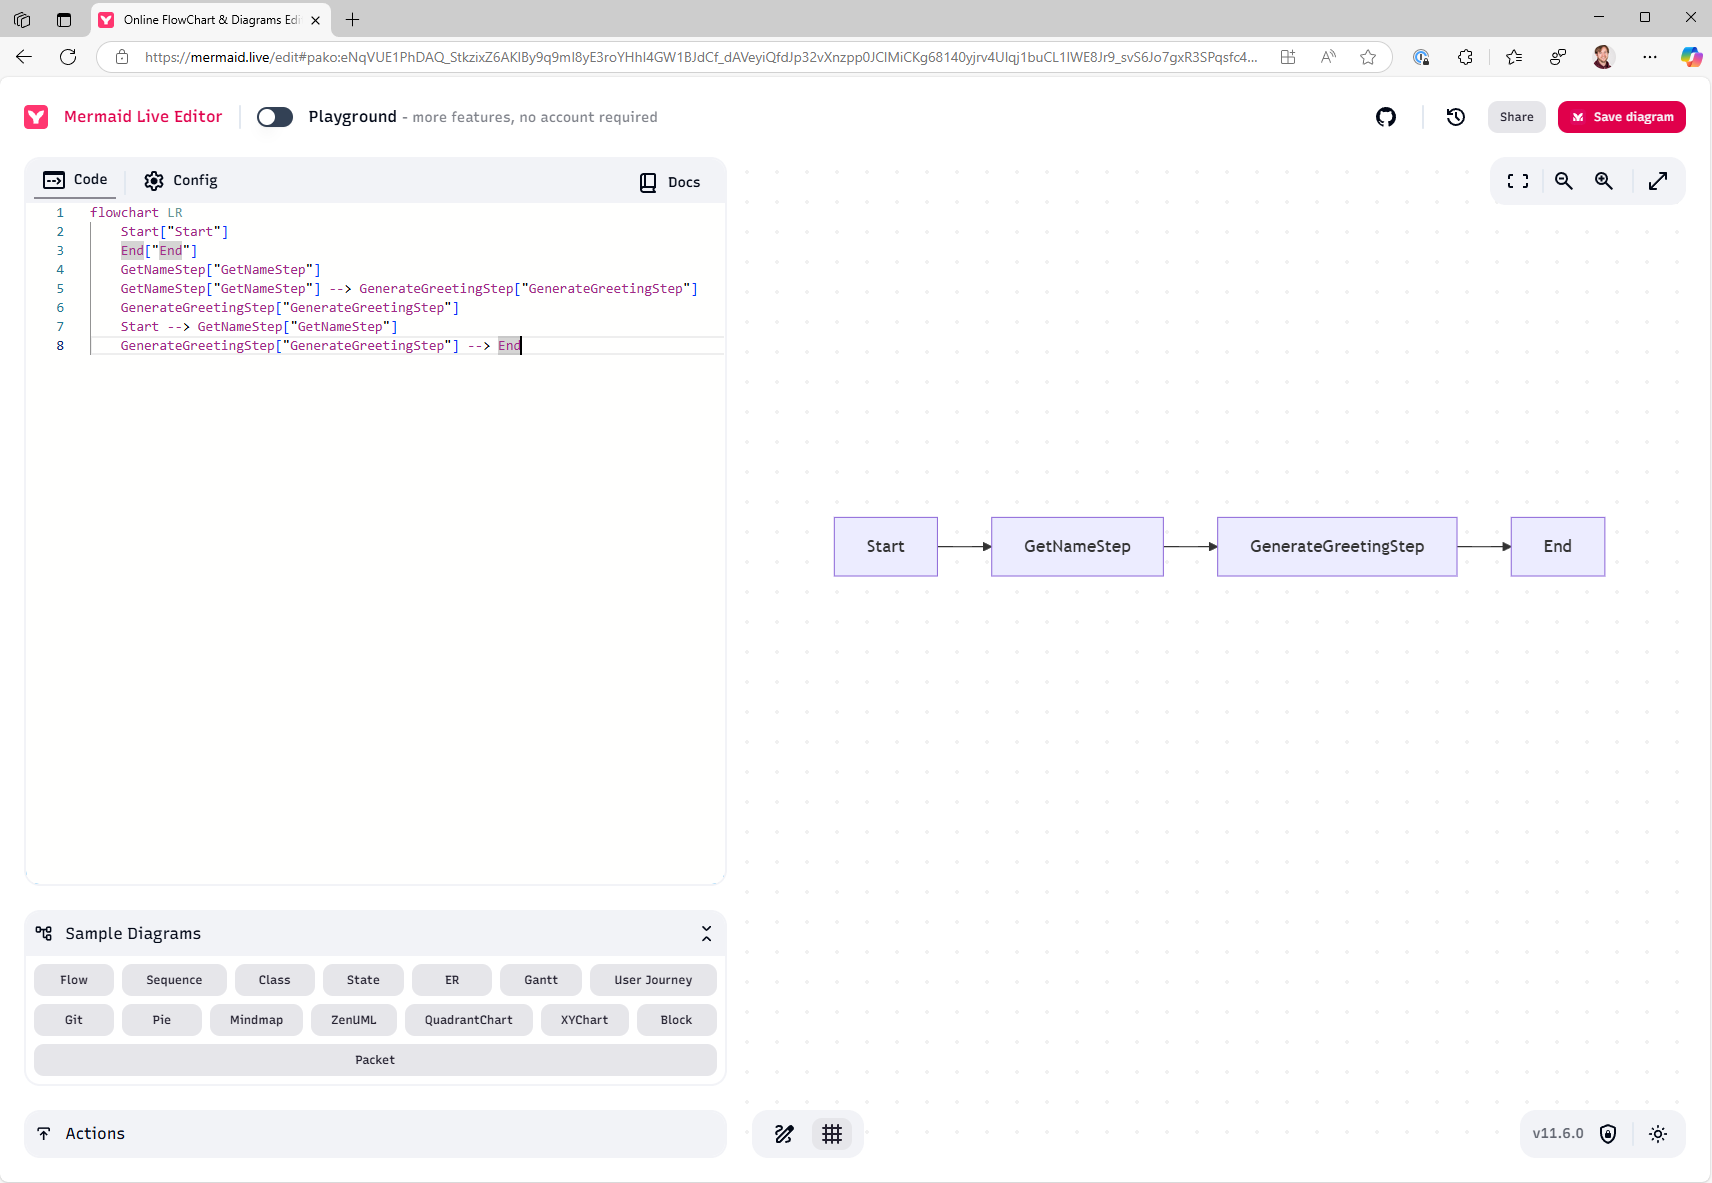 Online FlowChart & Diagrams Edi
https://mermaid.live/edit#pako:eNqVUE1PhDAQ_StkzixZ6AKlBy9q9mI8yE3roYHhI4GW1BJdCf_dAVeyiQfdJp32vXnzpp0JClMiCKg68140yjrv4Ulqj1buCL1IWE8Jr9_svS6Jo7gxR3SPqsfc4...
Mermaid Live Editor
Playground - more features, no account required
Share
Save diagram
Code
Config
Docs
1 flowchart LR
2 Start["Start"]
3 End["End"]
4 GetNameStep["GetNameStep"]
5 GetNameStep["GetNameStep"] --> GenerateGreetingStep["GenerateGreetingStep"]
6 GenerateGreetingStep["GenerateGreetingStep"]
7 Start --> GetNameStep["GetNameStep"]
8 GenerateGreetingStep["GenerateGreetingStep"] --> End
Start
GetNameStep
GenerateGreetingStep
End
Sample Diagrams
Flow
Sequence
Class
State
ER
Gantt
User Journey
Git
Pie
Mindmap
ZenUML
QuadrantChart
XYChart
Block
Packet
Actions
v11.6.0